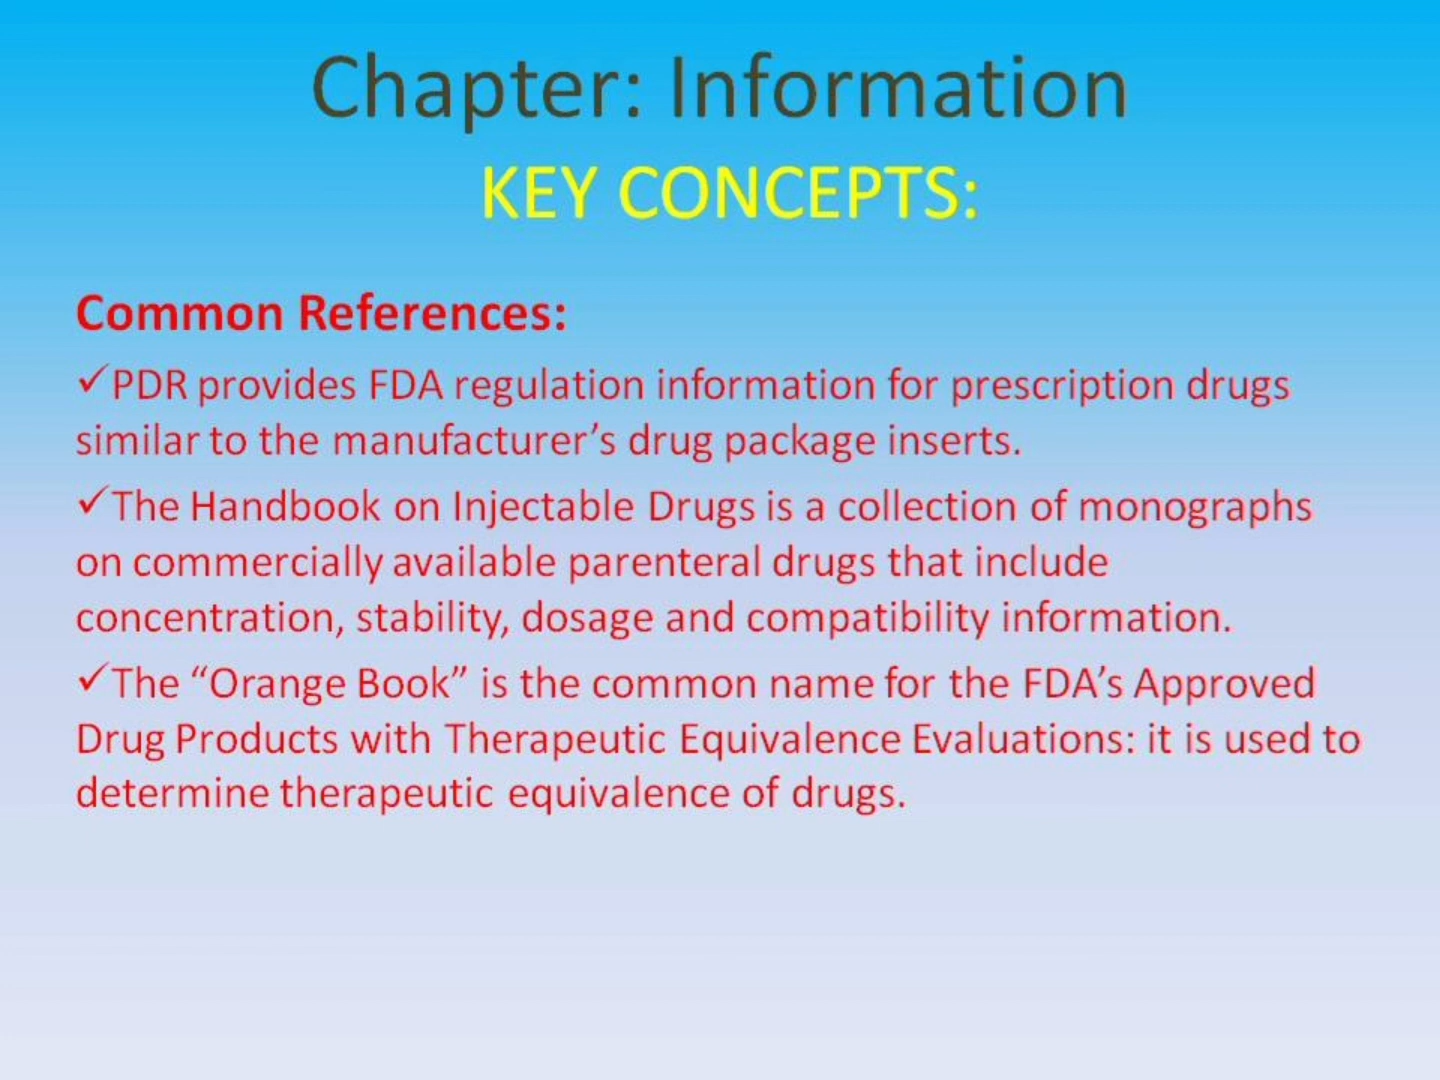 Chapter: Information
KEY CONCEPTS:
Common References:
✓PDR provides FDA regulation information for prescription drugs
similar to the manufacturer’s drug package inserts.
✓The Handbook on Injectable Drugs is a collection of monographs
on commercially available parenteral drugs that include
concentration, stability, dosage and compatibility information.
✓The “Orange Book” is the common name for the FDA’s Approved
Drug Products with Therapeutic Equivalence Evaluations: it is used to
determine therapeutic equivalence of drugs.